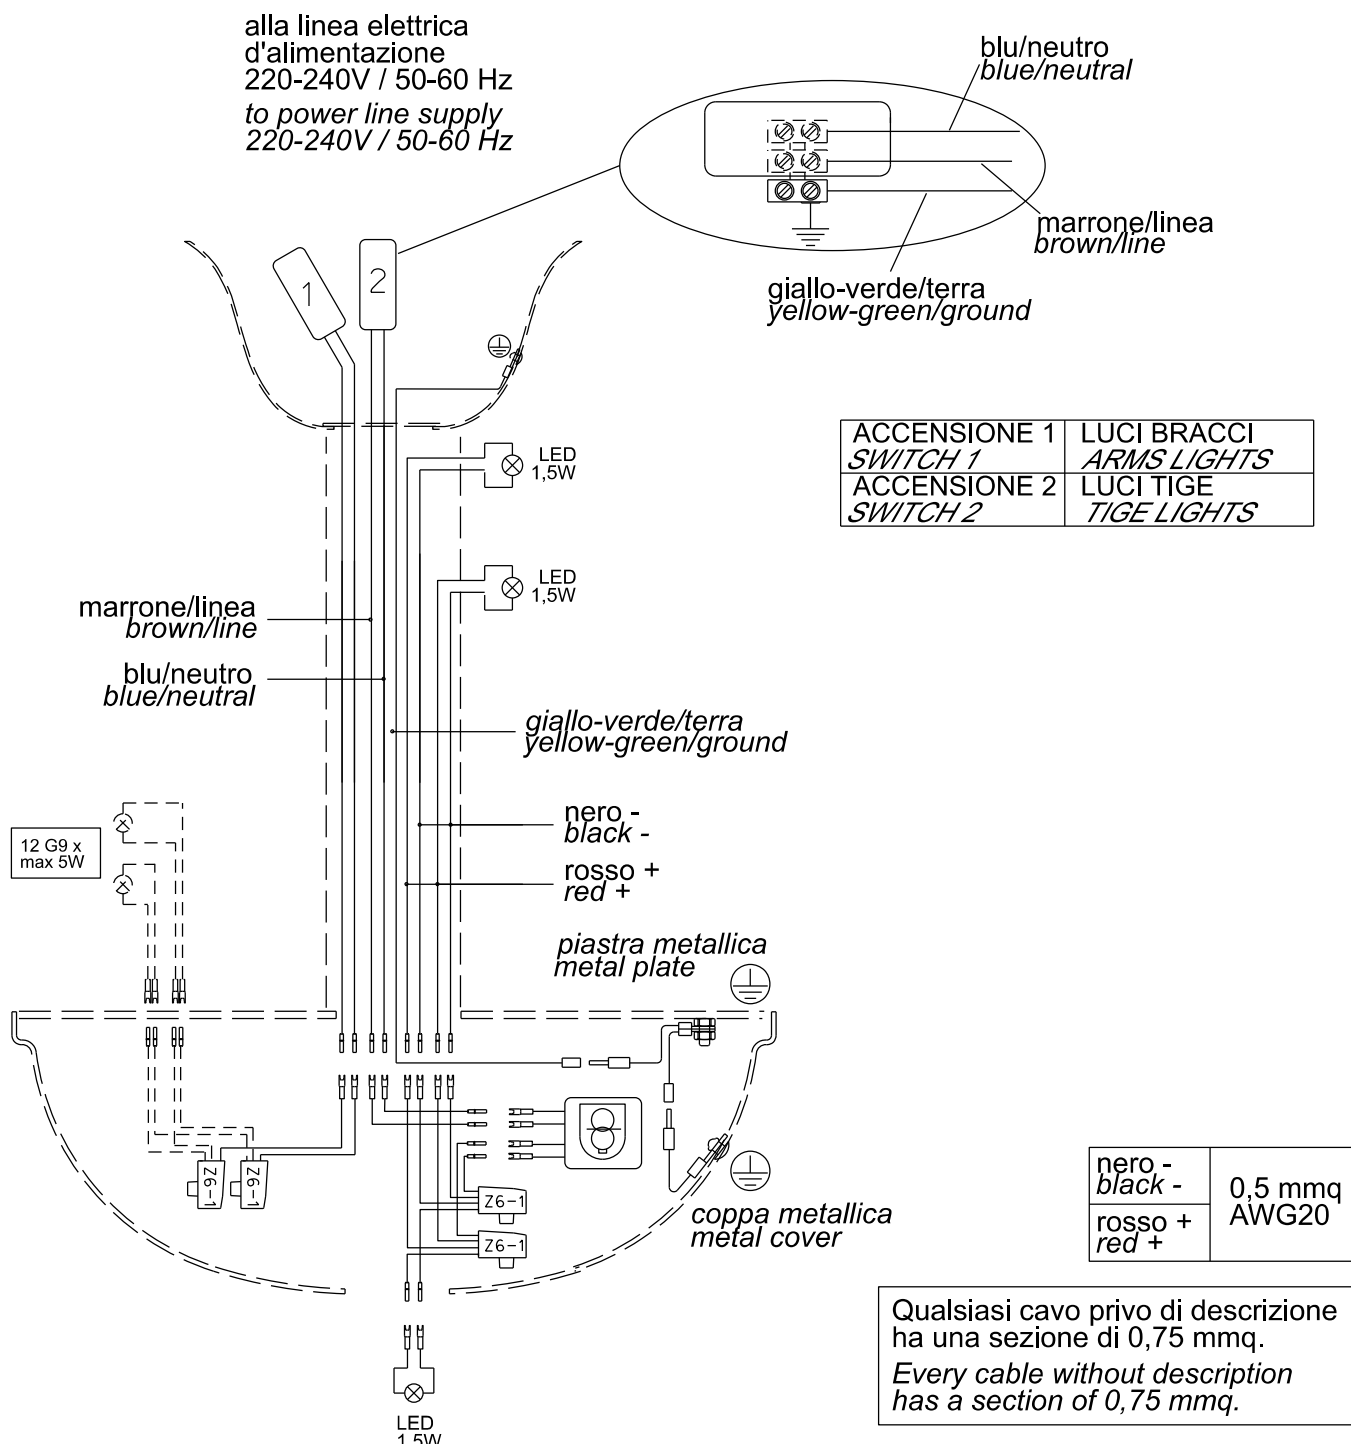 alla linea elettrica
d'alimentazione
220-240V / 50-60 Hz
to power line supply
220-240V / 50-60 Hz
blu/neutro
blue/neutral
marrone/linea
brown/line
giallo-verde/terra
yellow-green/ground
1
2
ACCENSIONE 1 LUCI BRACCI
SWITCH 1 ARMS LIGHTS
ACCENSIONE 2 LUCI TIGE
SWITCH 2 TIGE LIGHTS
LED
1,5W
LED
1,5W
marrone/linea
brown/line
blu/neutro
blue/neutral
giallo-verde/terra
yellow-green/ground
nero -
black -
rosso +
red +
12 G9 x
max 5W
piastra metallica
metal plate
Z6-1
Z6-1
Z6-1
Z6-1
coppa metallica
metal cover
nero -
black -
rosso +
red +
0,5 mmq
AWG20
Qualsiasi cavo privo di descrizione
ha una sezione di 0,75 mmq.
Every cable without description
has a section of 0,75 mmq.
LED
1,5W